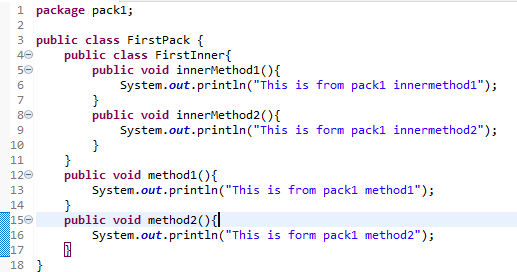 1 package pack1;
2
3 public class FirstPack {
4 public class FirstInner{
5 public void innerMethod1(){
6 System.out.println("This is from pack1 innermethod1");
7 }
8 public void innerMethod2(){
9 System.out.println("This is form pack1 innermethod2");
10 }
11 }
12 public void method1(){
13 System.out.println("This is from pack1 method1");
14 }
15 public void method2(){
16 System.out.println("This is form pack1 method2");
17 }
18 }